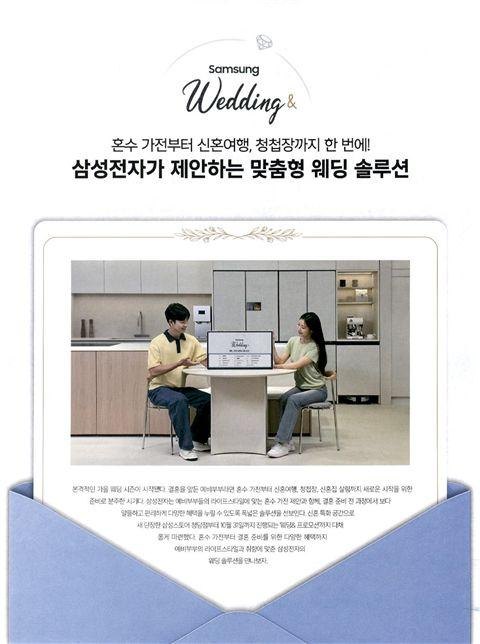 Samsung
Wedding &
혼수 가전부터 신혼여행, 청첩장까지 한 번에!
삼성전자가 제안하는 맞춤형 웨딩 솔루션
Samsung
Wedding
본격적인 가을 웨딩 시즌이 시작됐다. 결혼을 앞둔 예비부부라면 혼수 가전부터 신혼여행, 청첩장, 신혼집 살림까지 새로운 시작을 위한
준비로 분주한 시기다. 삼성전자는 예비부부들의 라이프스타일에 맞는 혼수 가전 제안과 함께, 결혼 준비 전 과정에서 보다
알뜰하고 편리하게 다양한 혜택을 누릴 수 있도록 폭넓은 솔루션을 선보인다. 신혼 특화 공간으로
새 단장한 삼성스토어 청담점부터 10월 31일까지 진행되는 웨딩& 프로모션까지 다채
롭게 마련했다. 혼수 가전부터 결혼 준비를 위한 다양한 혜택까지
예비부부의 라이프스타일과 취향에 맞춘 삼성전자의
웨딩 솔루션을 만나보자.